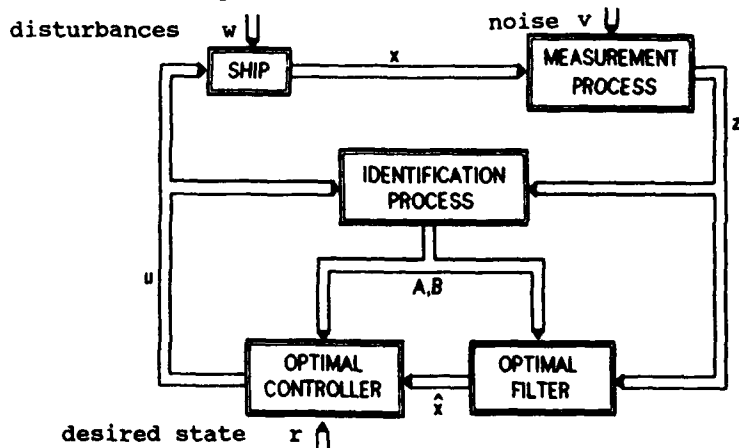 disturbances w
noise v
SHIP
x
MEASUREMENT
PROCESS
z
IDENTIFICATION
PROCESS
u
A,B
OPTIMAL
CONTROLLER
x̂
OPTIMAL
FILTER
desired state r